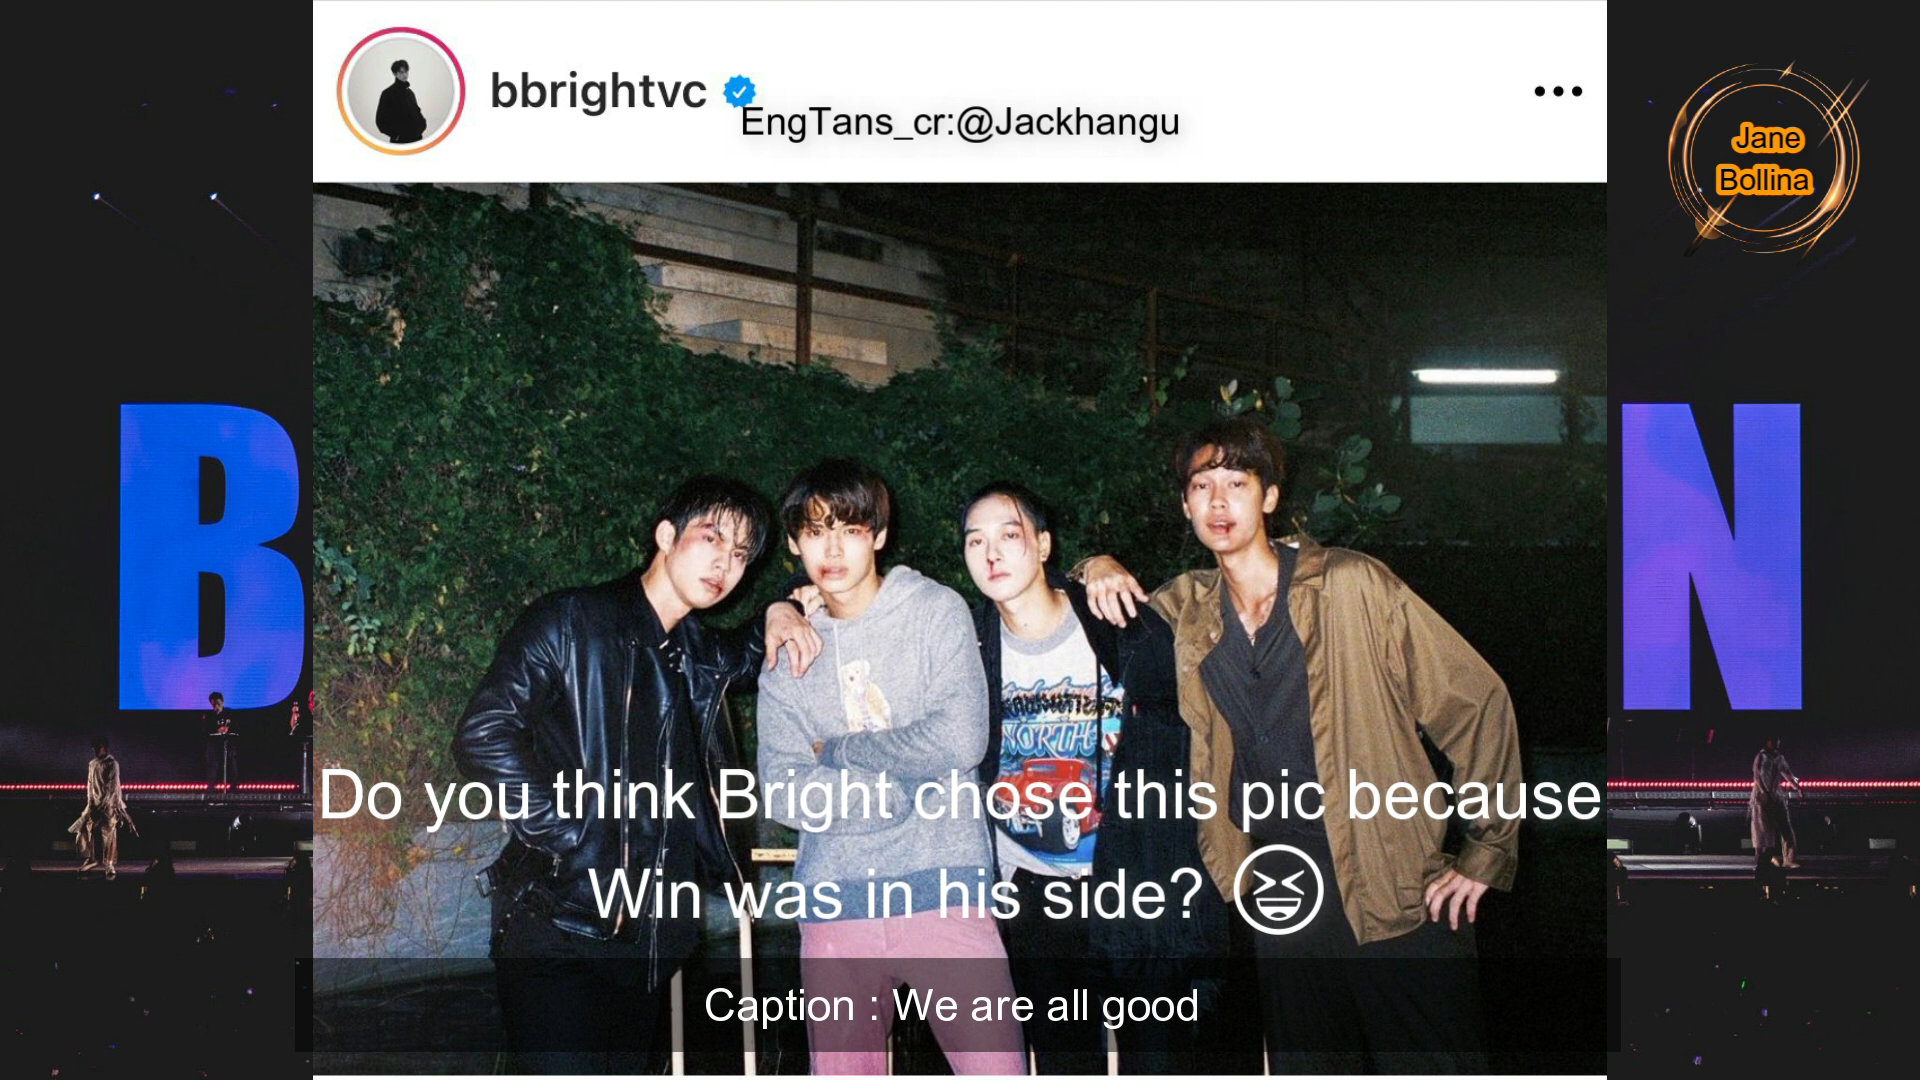 bbrightvc
EngTans_cr:@Jackhangu
Jane
Bollina
B
N
NORTH
Do you think Bright chose this pic because
Win was in his side? 😆
Caption : We are all good